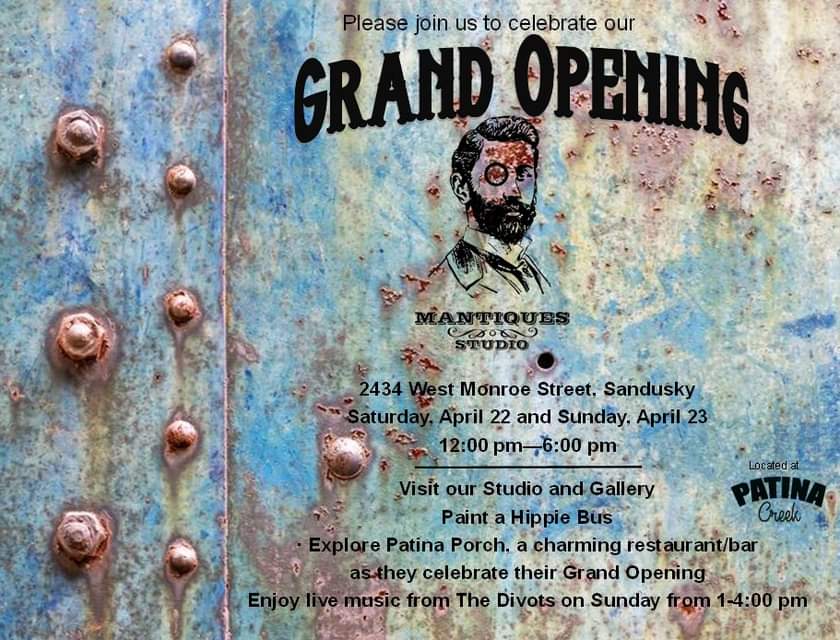 Please join us to celebrate our
GRAND OPENING
MANTIQUES
STUDIO
2434 West Monroe Street, Sandusky
Saturday, April 22 and Sunday, April 23
12:00 pm—6:00 pm
Located at
PATINA
Creek
Visit our Studio and Gallery
Paint a Hippie Bus
· Explore Patina Porch, a charming restaurant/bar
as they celebrate their Grand Opening
Enjoy live music from The Divots on Sunday from 1-4:00 pm